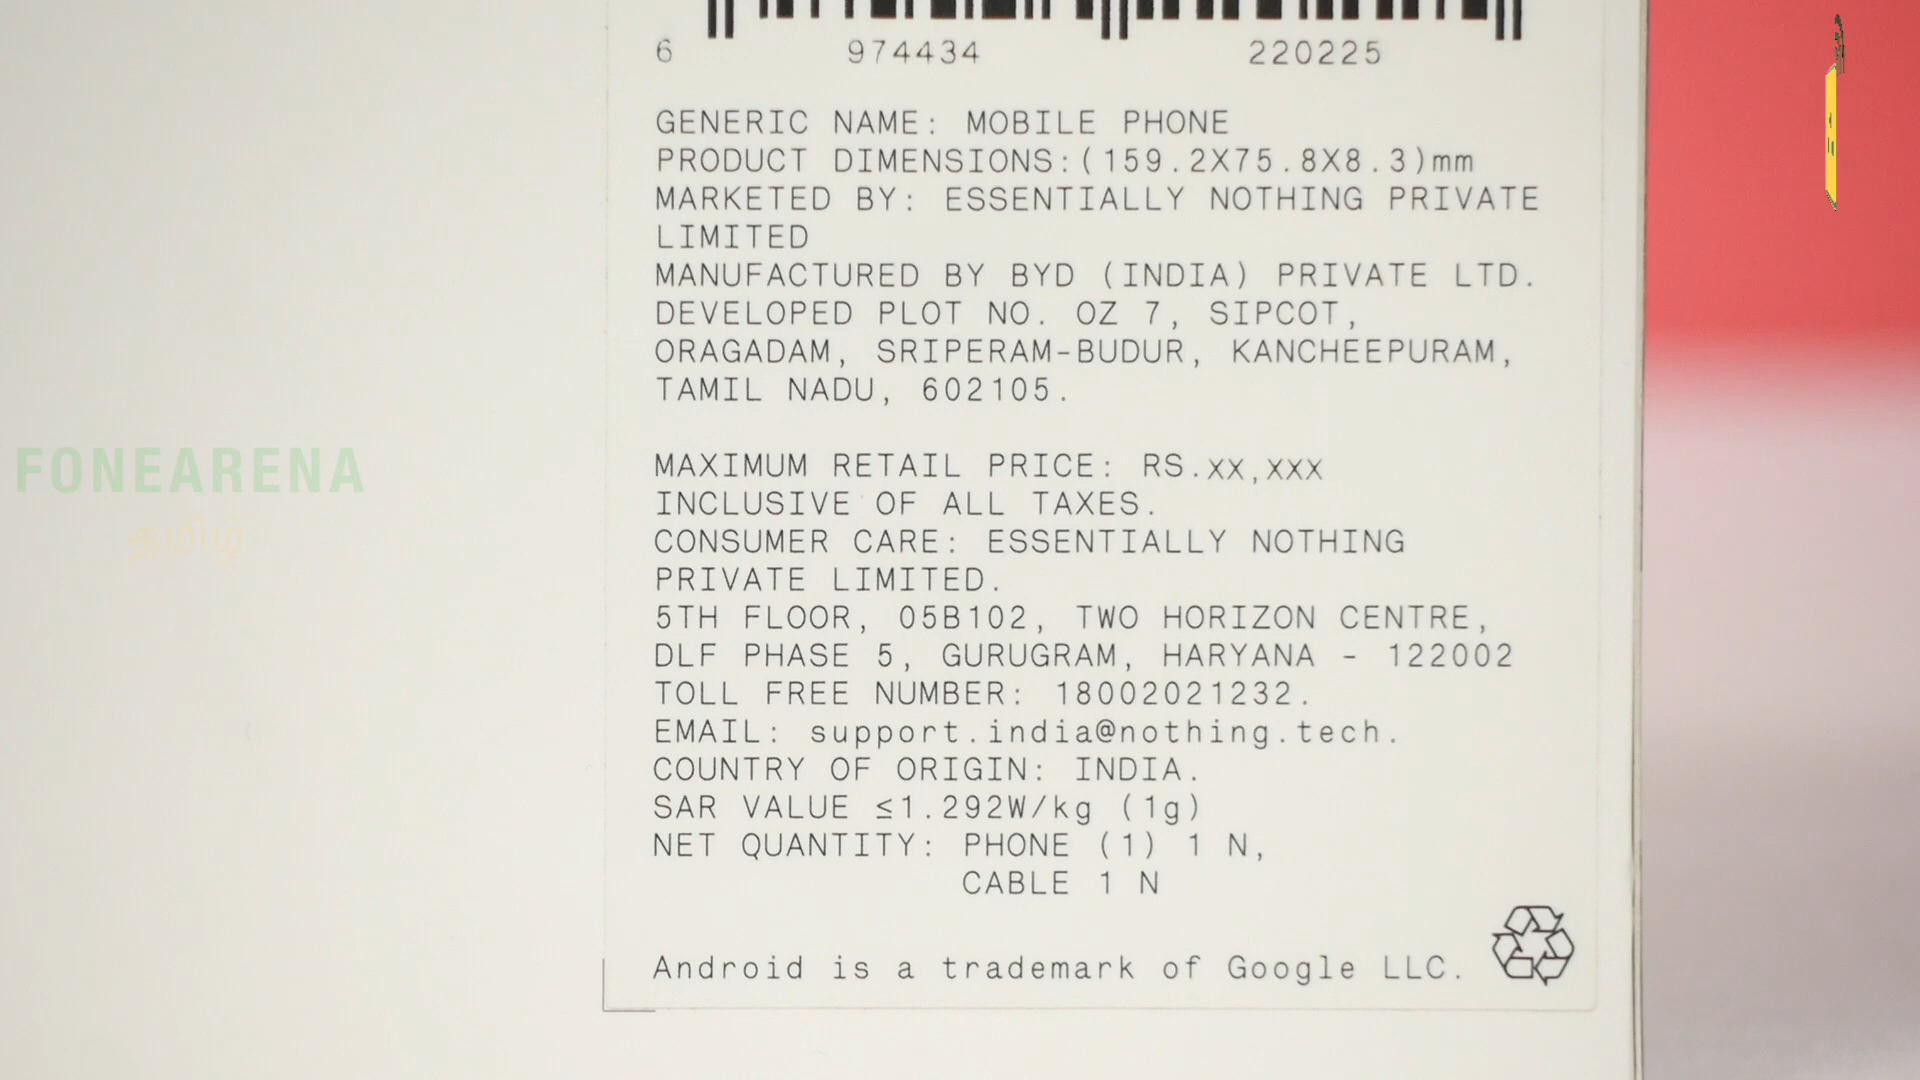 6 974434 220225
GENERIC NAME: MOBILE PHONE
PRODUCT DIMENSIONS:(159.2X75.8X8.3)mm
MARKETED BY: ESSENTIALLY NOTHING PRIVATE
LIMITED
MANUFACTURED BY BYD (INDIA) PRIVATE LTD.
DEVELOPED PLOT NO. OZ 7, SIPCOT,
ORAGADAM, SRIPERAM-BUDUR, KANCHEEPURAM,
TAMIL NADU, 602105.
FONEARENA
தமிழ்
MAXIMUM RETAIL PRICE: RS.XX,XXX
INCLUSIVE OF ALL TAXES.
CONSUMER CARE: ESSENTIALLY NOTHING
PRIVATE LIMITED.
5TH FLOOR, 05B102, TWO HORIZON CENTRE,
DLF PHASE 5, GURUGRAM, HARYANA - 122002
TOLL FREE NUMBER: 18002021232.
EMAIL: support.india@nothing.tech.
COUNTRY OF ORIGIN: INDIA.
SAR VALUE ≤1.292W/kg (1g)
NET QUANTITY: PHONE (1) 1 N,
CABLE 1 N
Android is a trademark of Google LLC.